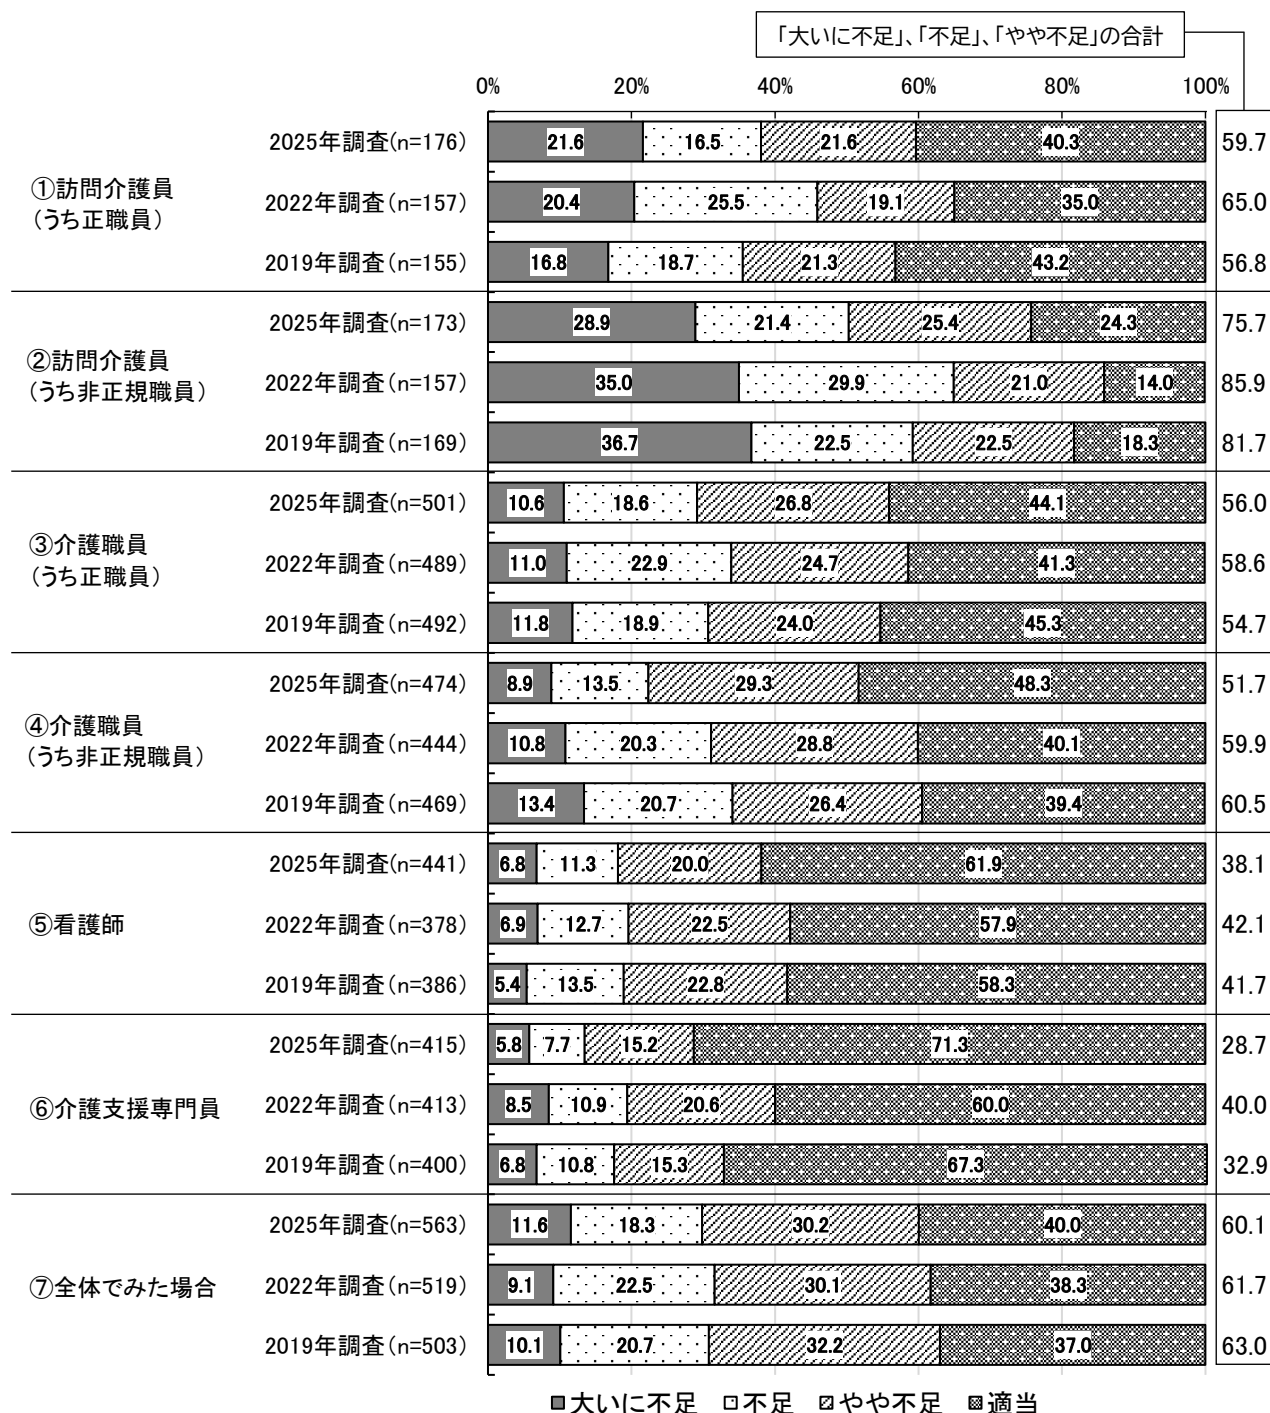 「大いに不足」、「不足」、「やや不足」の合計
0% 20% 40% 60% 80% 100%
①訪問介護員
(うち正職員)
2025年調査(n=176) 21.6 16.5 21.6 40.3 59.7
2022年調査(n=157) 20.4 25.5 19.1 35.0 65.0
2019年調査(n=155) 16.8 18.7 21.3 43.2 56.8
②訪問介護員
(うち非正規職員)
2025年調査(n=173) 28.9 21.4 25.4 24.3 75.7
2022年調査(n=157) 35.0 29.9 21.0 14.0 85.9
2019年調査(n=169) 36.7 22.5 22.5 18.3 81.7
③介護職員
(うち正職員)
2025年調査(n=501) 10.6 18.6 26.8 44.1 56.0
2022年調査(n=489) 11.0 22.9 24.7 41.3 58.6
2019年調査(n=492) 11.8 18.9 24.0 45.3 54.7
④介護職員
(うち非正規職員)
2025年調査(n=474) 8.9 13.5 29.3 48.3 51.7
2022年調査(n=444) 10.8 20.3 28.8 40.1 59.9
2019年調査(n=469) 13.4 20.7 26.4 39.4 60.5
⑤看護師
2025年調査(n=441) 6.8 11.3 20.0 61.9 38.1
2022年調査(n=378) 6.9 12.7 22.5 57.9 42.1
2019年調査(n=386) 5.4 13.5 22.8 58.3 41.7
⑥介護支援専門員
2025年調査(n=415) 5.8 7.7 15.2 71.3 28.7
2022年調査(n=413) 8.5 10.9 20.6 60.0 40.0
2019年調査(n=400) 6.8 10.8 15.3 67.3 32.9
⑦全体でみた場合
2025年調査(n=563) 11.6 18.3 30.2 40.0 60.1
2022年調査(n=519) 9.1 22.5 30.1 38.3 61.7
2019年調査(n=503) 10.1 20.7 32.2 37.0 63.0
大いに不足 不足 やや不足 適当